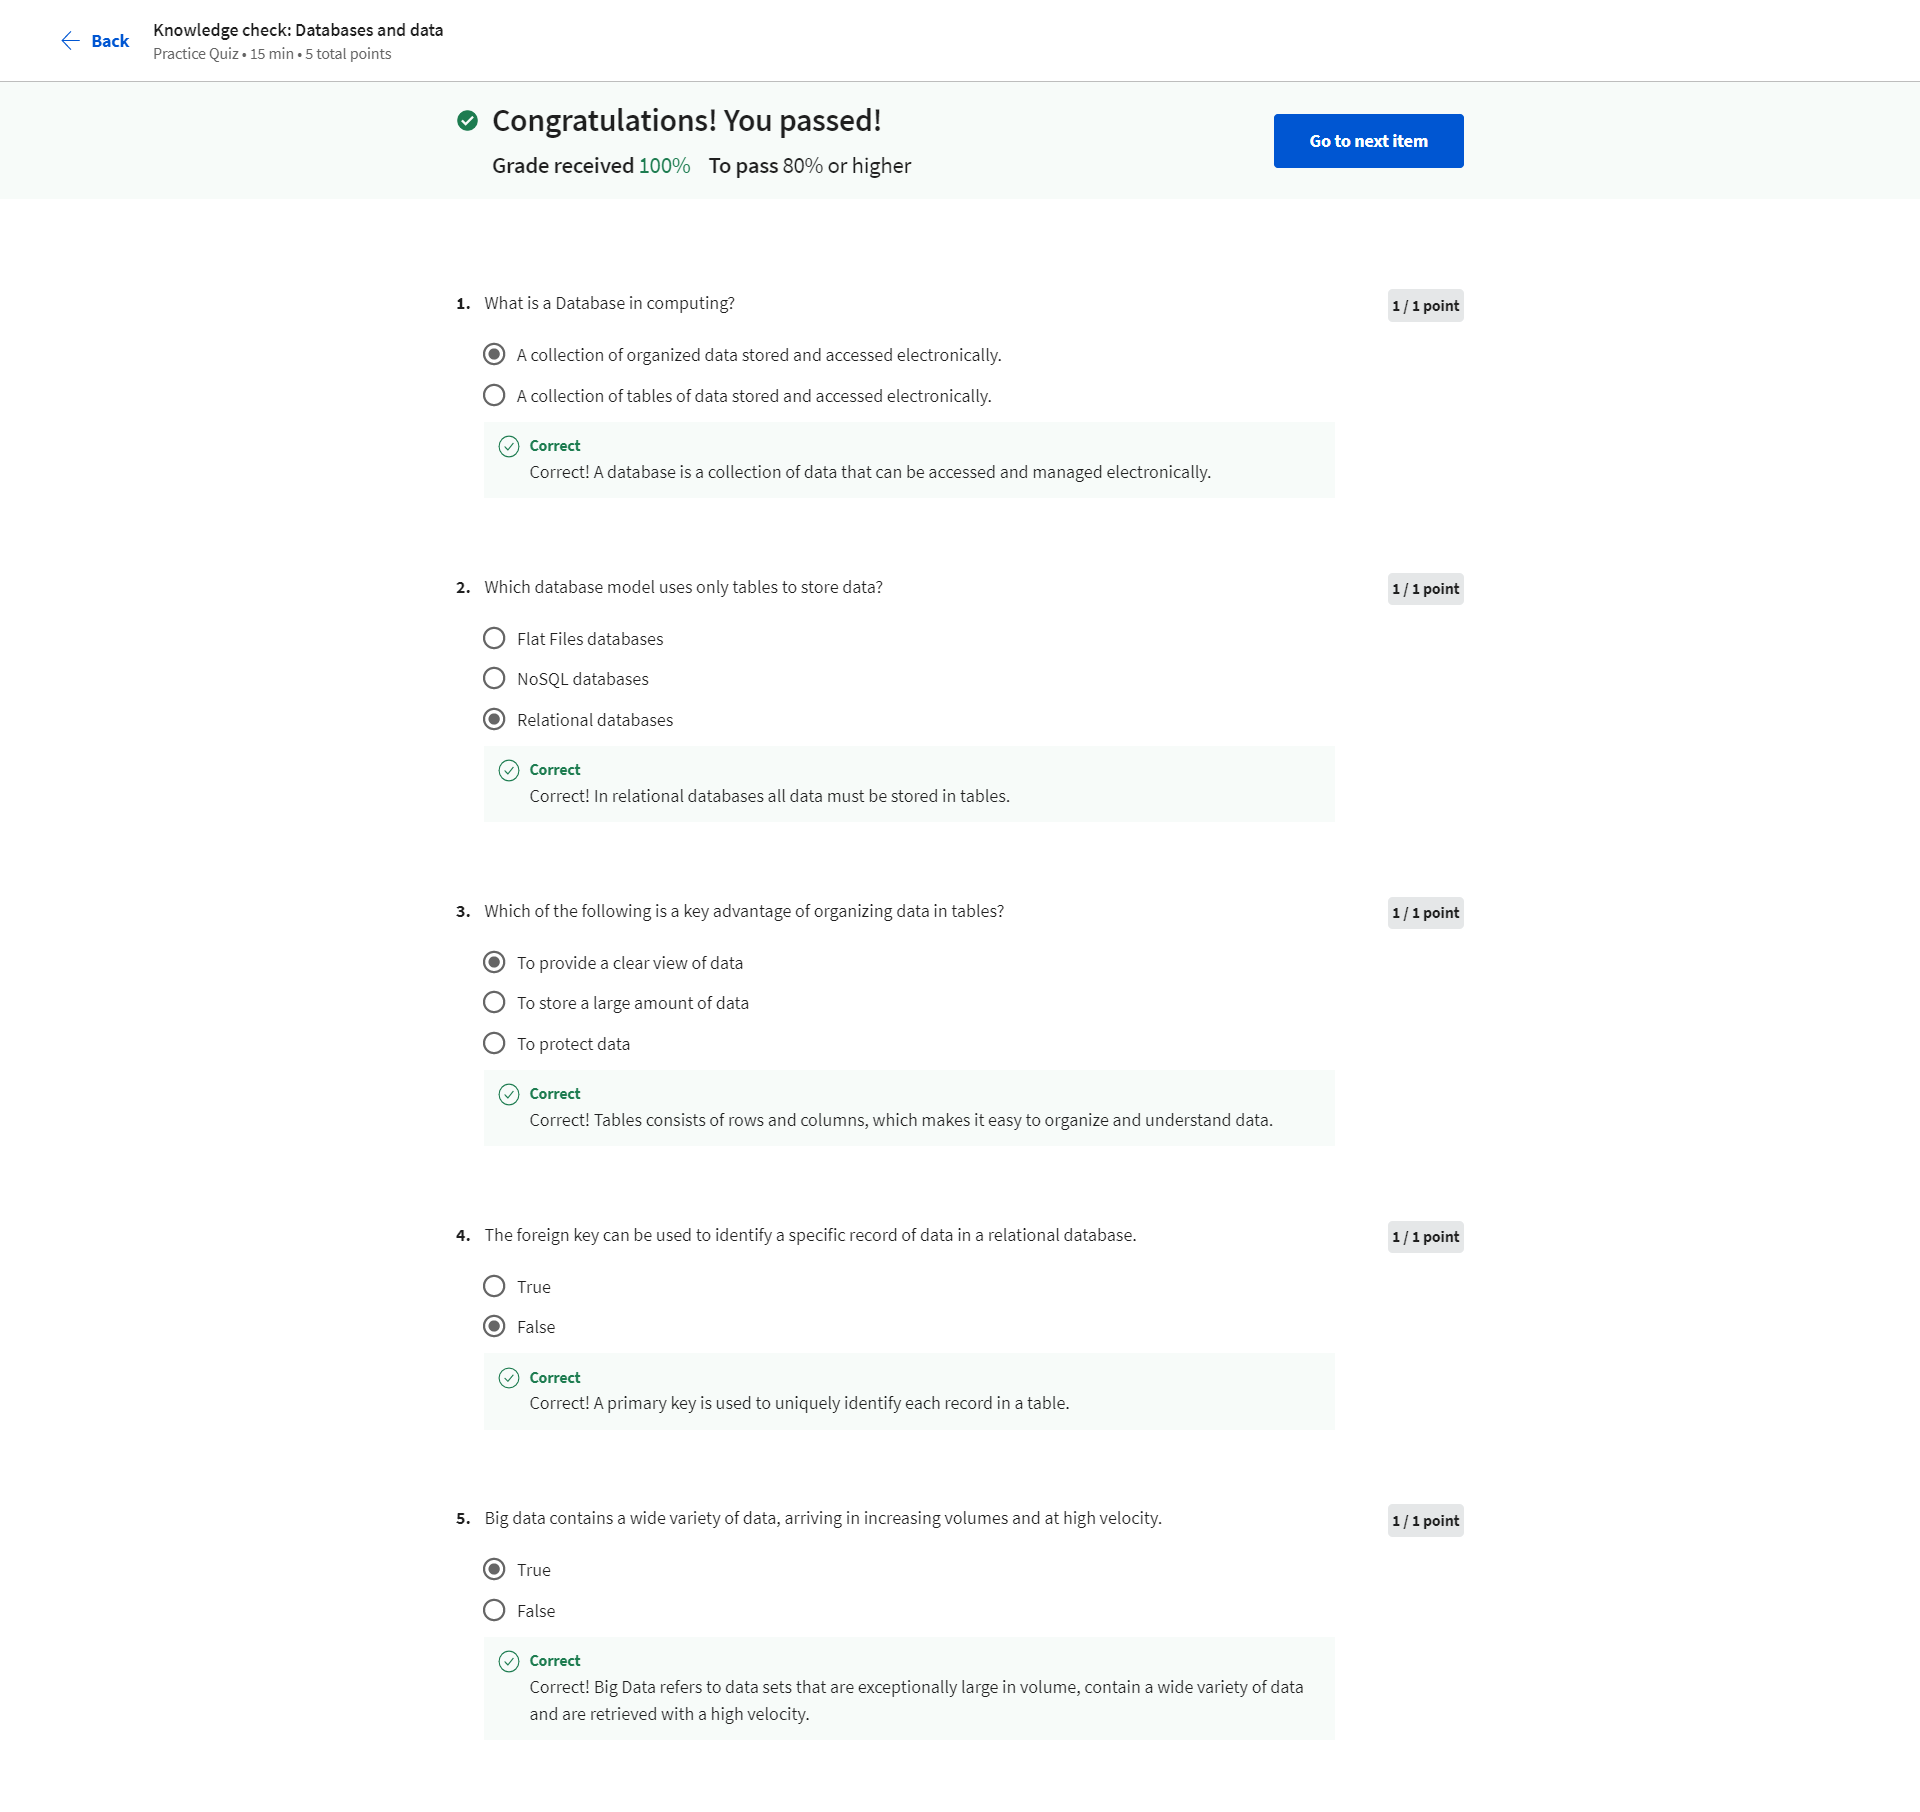 Back
Knowledge check: Databases and data
Practice Quiz • 15 min • 5 total points
Congratulations! You passed!
Grade received 100% To pass 80% or higher
Go to next item
1. What is a Database in computing?
1 / 1 point
A collection of organized data stored and accessed electronically.
A collection of tables of data stored and accessed electronically.
Correct
Correct! A database is a collection of data that can be accessed and managed electronically.
2. Which database model uses only tables to store data?
1 / 1 point
Flat Files databases
NoSQL databases
Relational databases
Correct
Correct! In relational databases all data must be stored in tables.
3. Which of the following is a key advantage of organizing data in tables?
1 / 1 point
To provide a clear view of data
To store a large amount of data
To protect data
Correct
Correct! Tables consists of rows and columns, which makes it easy to organize and understand data.
4. The foreign key can be used to identify a specific record of data in a relational database.
1 / 1 point
True
False
Correct
Correct! A primary key is used to uniquely identify each record in a table.
5. Big data contains a wide variety of data, arriving in increasing volumes and at high velocity.
1 / 1 point
True
False
Correct
Correct! Big Data refers to data sets that are exceptionally large in volume, contain a wide variety of data
and are retrieved with a high velocity.